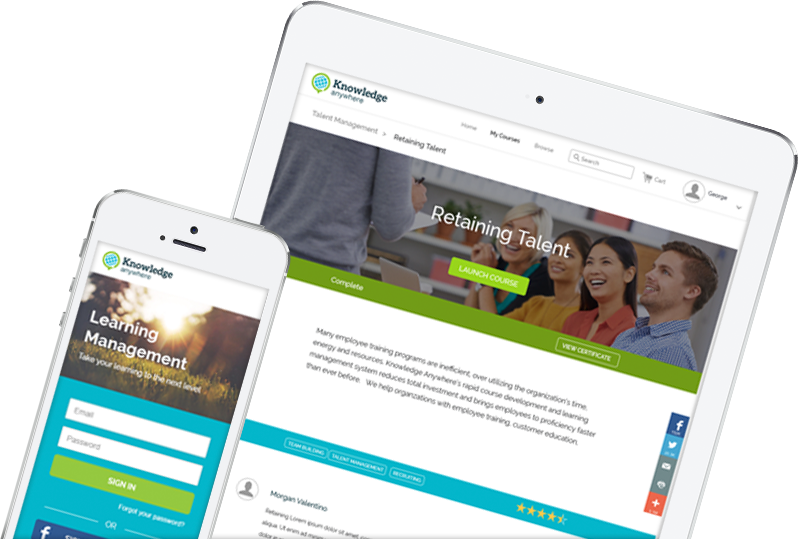 Knowledge
anywhere
Home
My Courses
Browse
Search
Cart
George
Talent Management > Retaining Talent
Retaining Talent
LAUNCH COURSE
Complete
VIEW CERTIFICATE
Many employee training programs are inefficient, over utilizing the organization's time,
energy and resources. Knowledge Anywhere's rapid course development and learning
management system reduces total investment and brings employees to proficiency faster
than ever before. We help organzations with employee training, customer education,
TEAM BUILDING
TALENT MANAGEMENT
RECRUITING
Morgan Valentino
Retaining Lorem ipsum dolor sit amet, con
aliqua. Ut enim ad minim
Knowledge
anywhere
Learning
Management
Take your learning to the next level
Email
Password
SIGN IN
Forgot your password?
OR
f